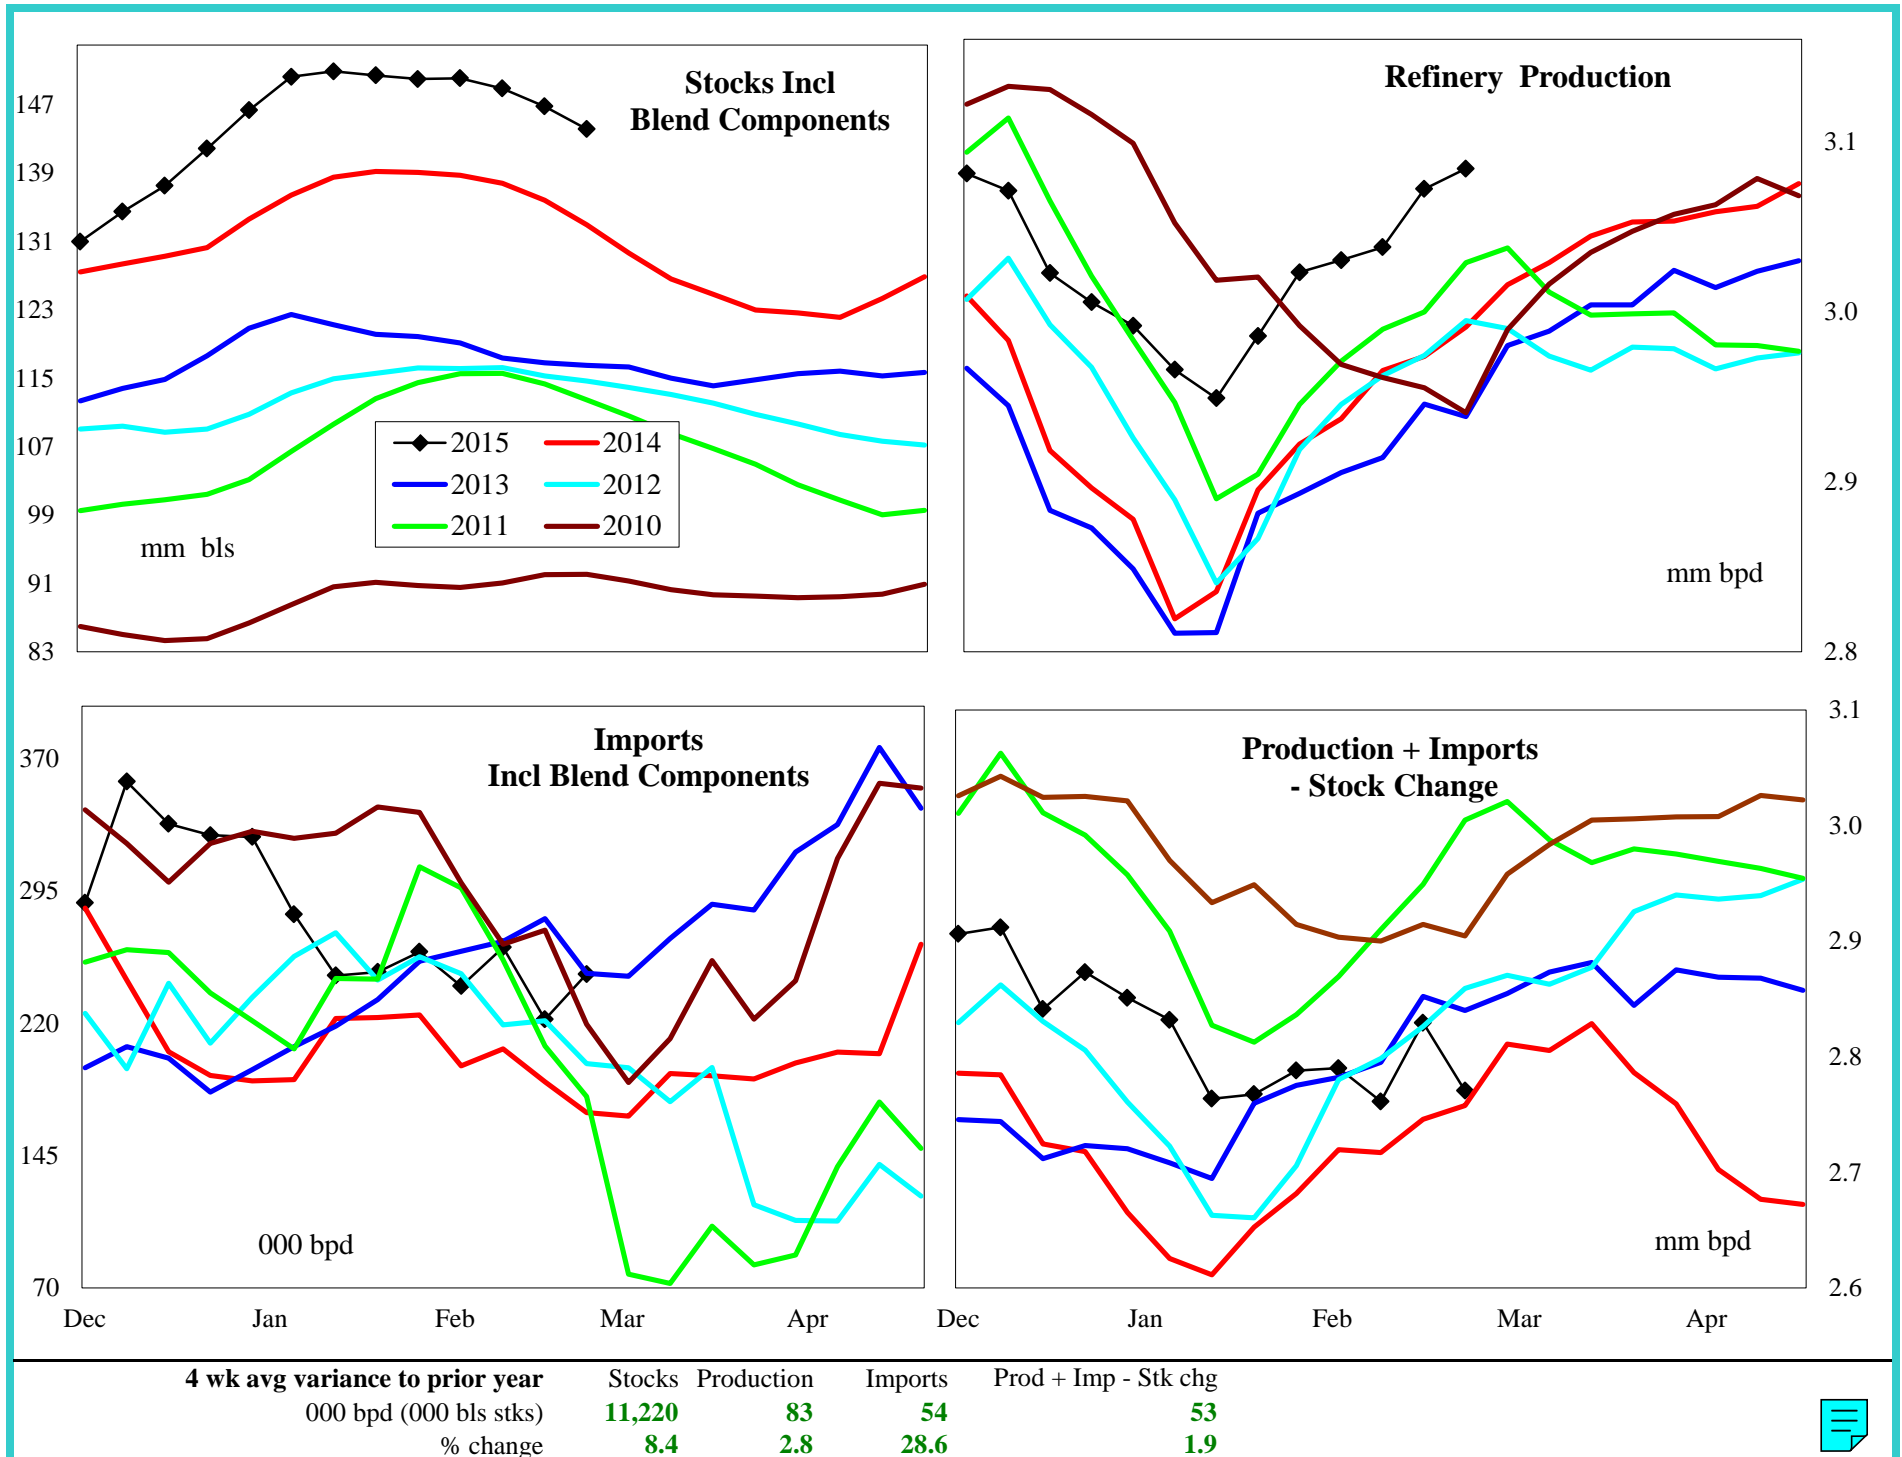 Stocks Incl
Blend Components
147
139
131
123
115
107
99
91
83
2015 2014
2013 2012
2011 2010
mm bls
Refinery Production
3.1
3.0
2.9
2.8
mm bpd
Imports
Incl Blend Components
370
295
220
145
70
000 bpd
Dec Jan Feb Mar Apr
Production + Imports
- Stock Change
3.1
3.0
2.9
2.8
2.7
2.6
mm bpd
Dec Jan Feb Mar Apr
4 wk avg variance to prior year Stocks Production Imports Prod + Imp - Stk chg
000 bpd (000 bls stks) 11,220 83 54 53
% change 8.4 2.8 28.6 1.9